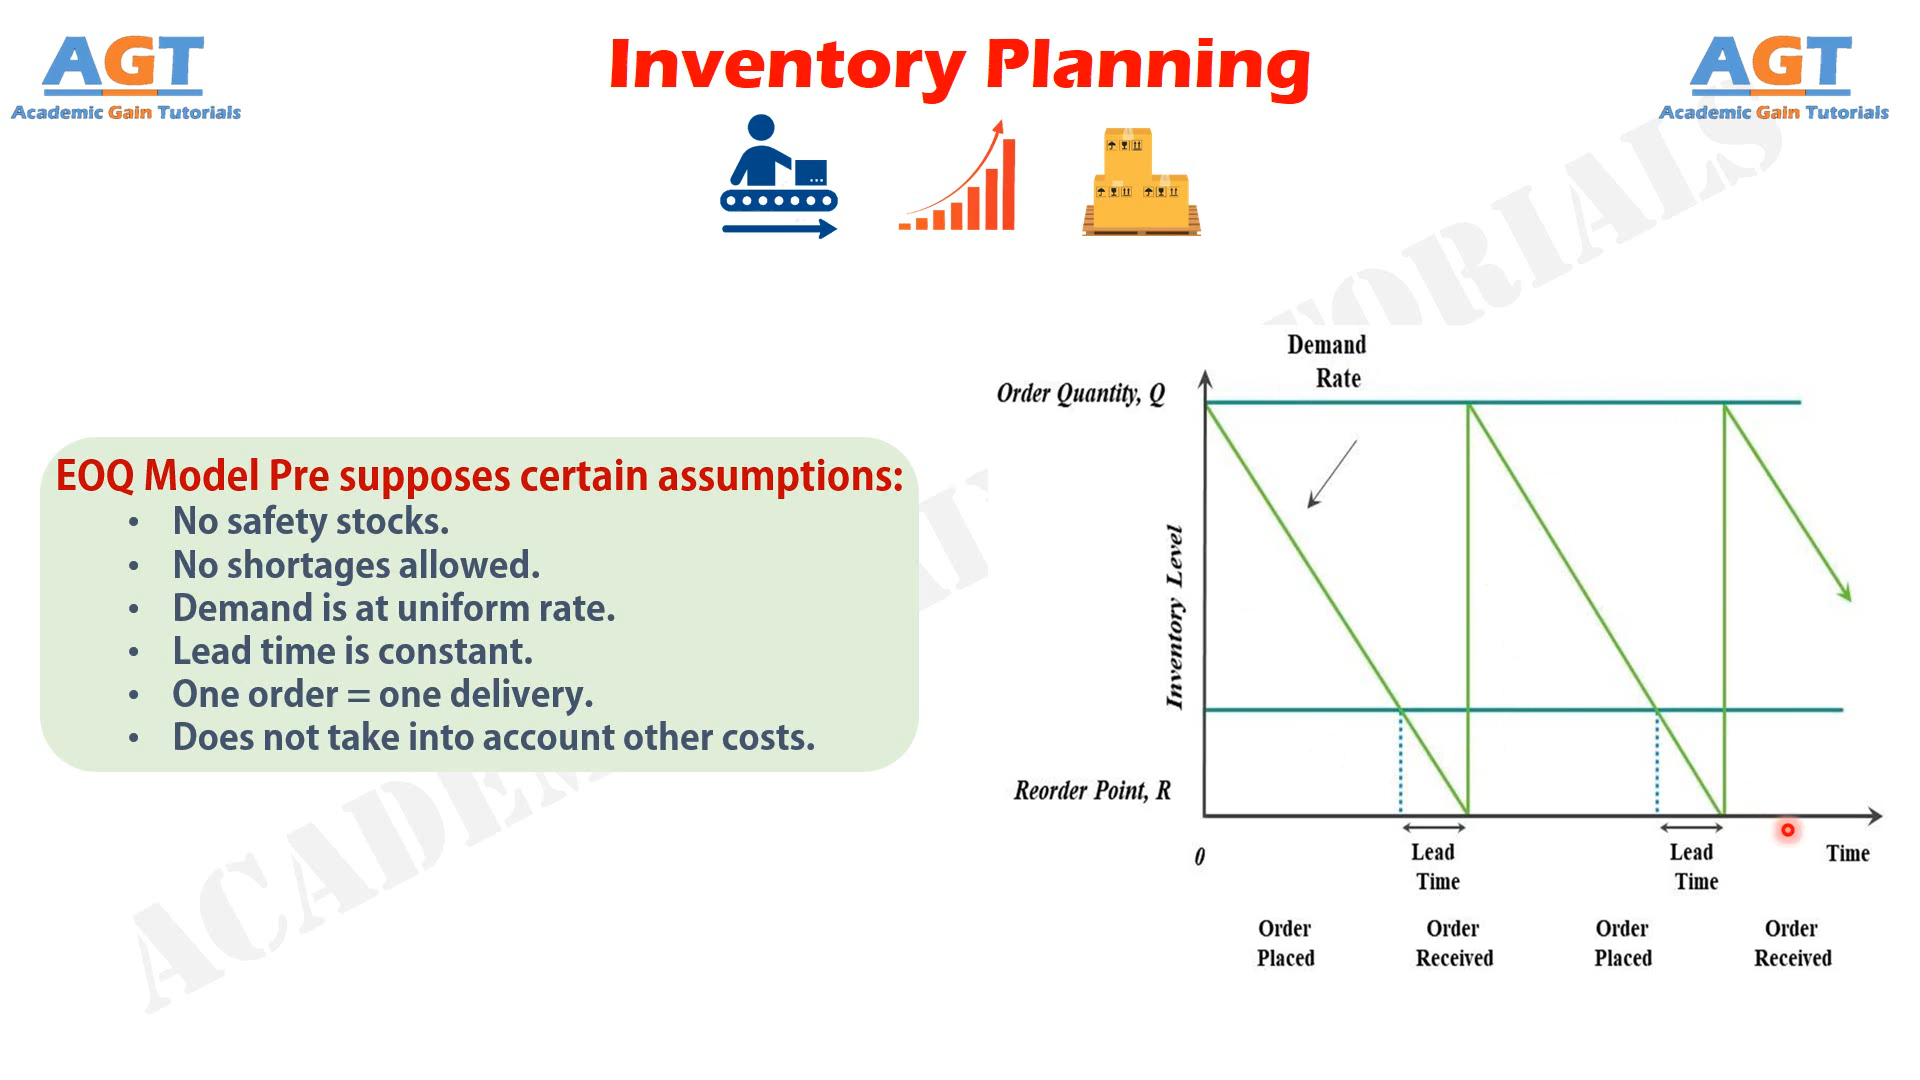 AGT
Academic Gain Tutorials
Inventory Planning
AGT
Academic Gain Tutorials
EOQ Model Pre supposes certain assumptions:
• No safety stocks.
• No shortages allowed.
• Demand is at uniform rate.
• Lead time is constant.
• One order = one delivery.
• Does not take into account other costs.
Demand
Rate
Order Quantity, Q
Inventory Level
Reorder Point, R
0
Lead
Time
Lead
Time
Time
Order
Placed
Order
Received
Order
Placed
Order
Received